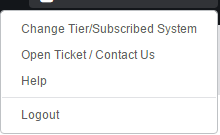 Change Tier/Subscribed System
Open Ticket / Contact Us
Help
Logout